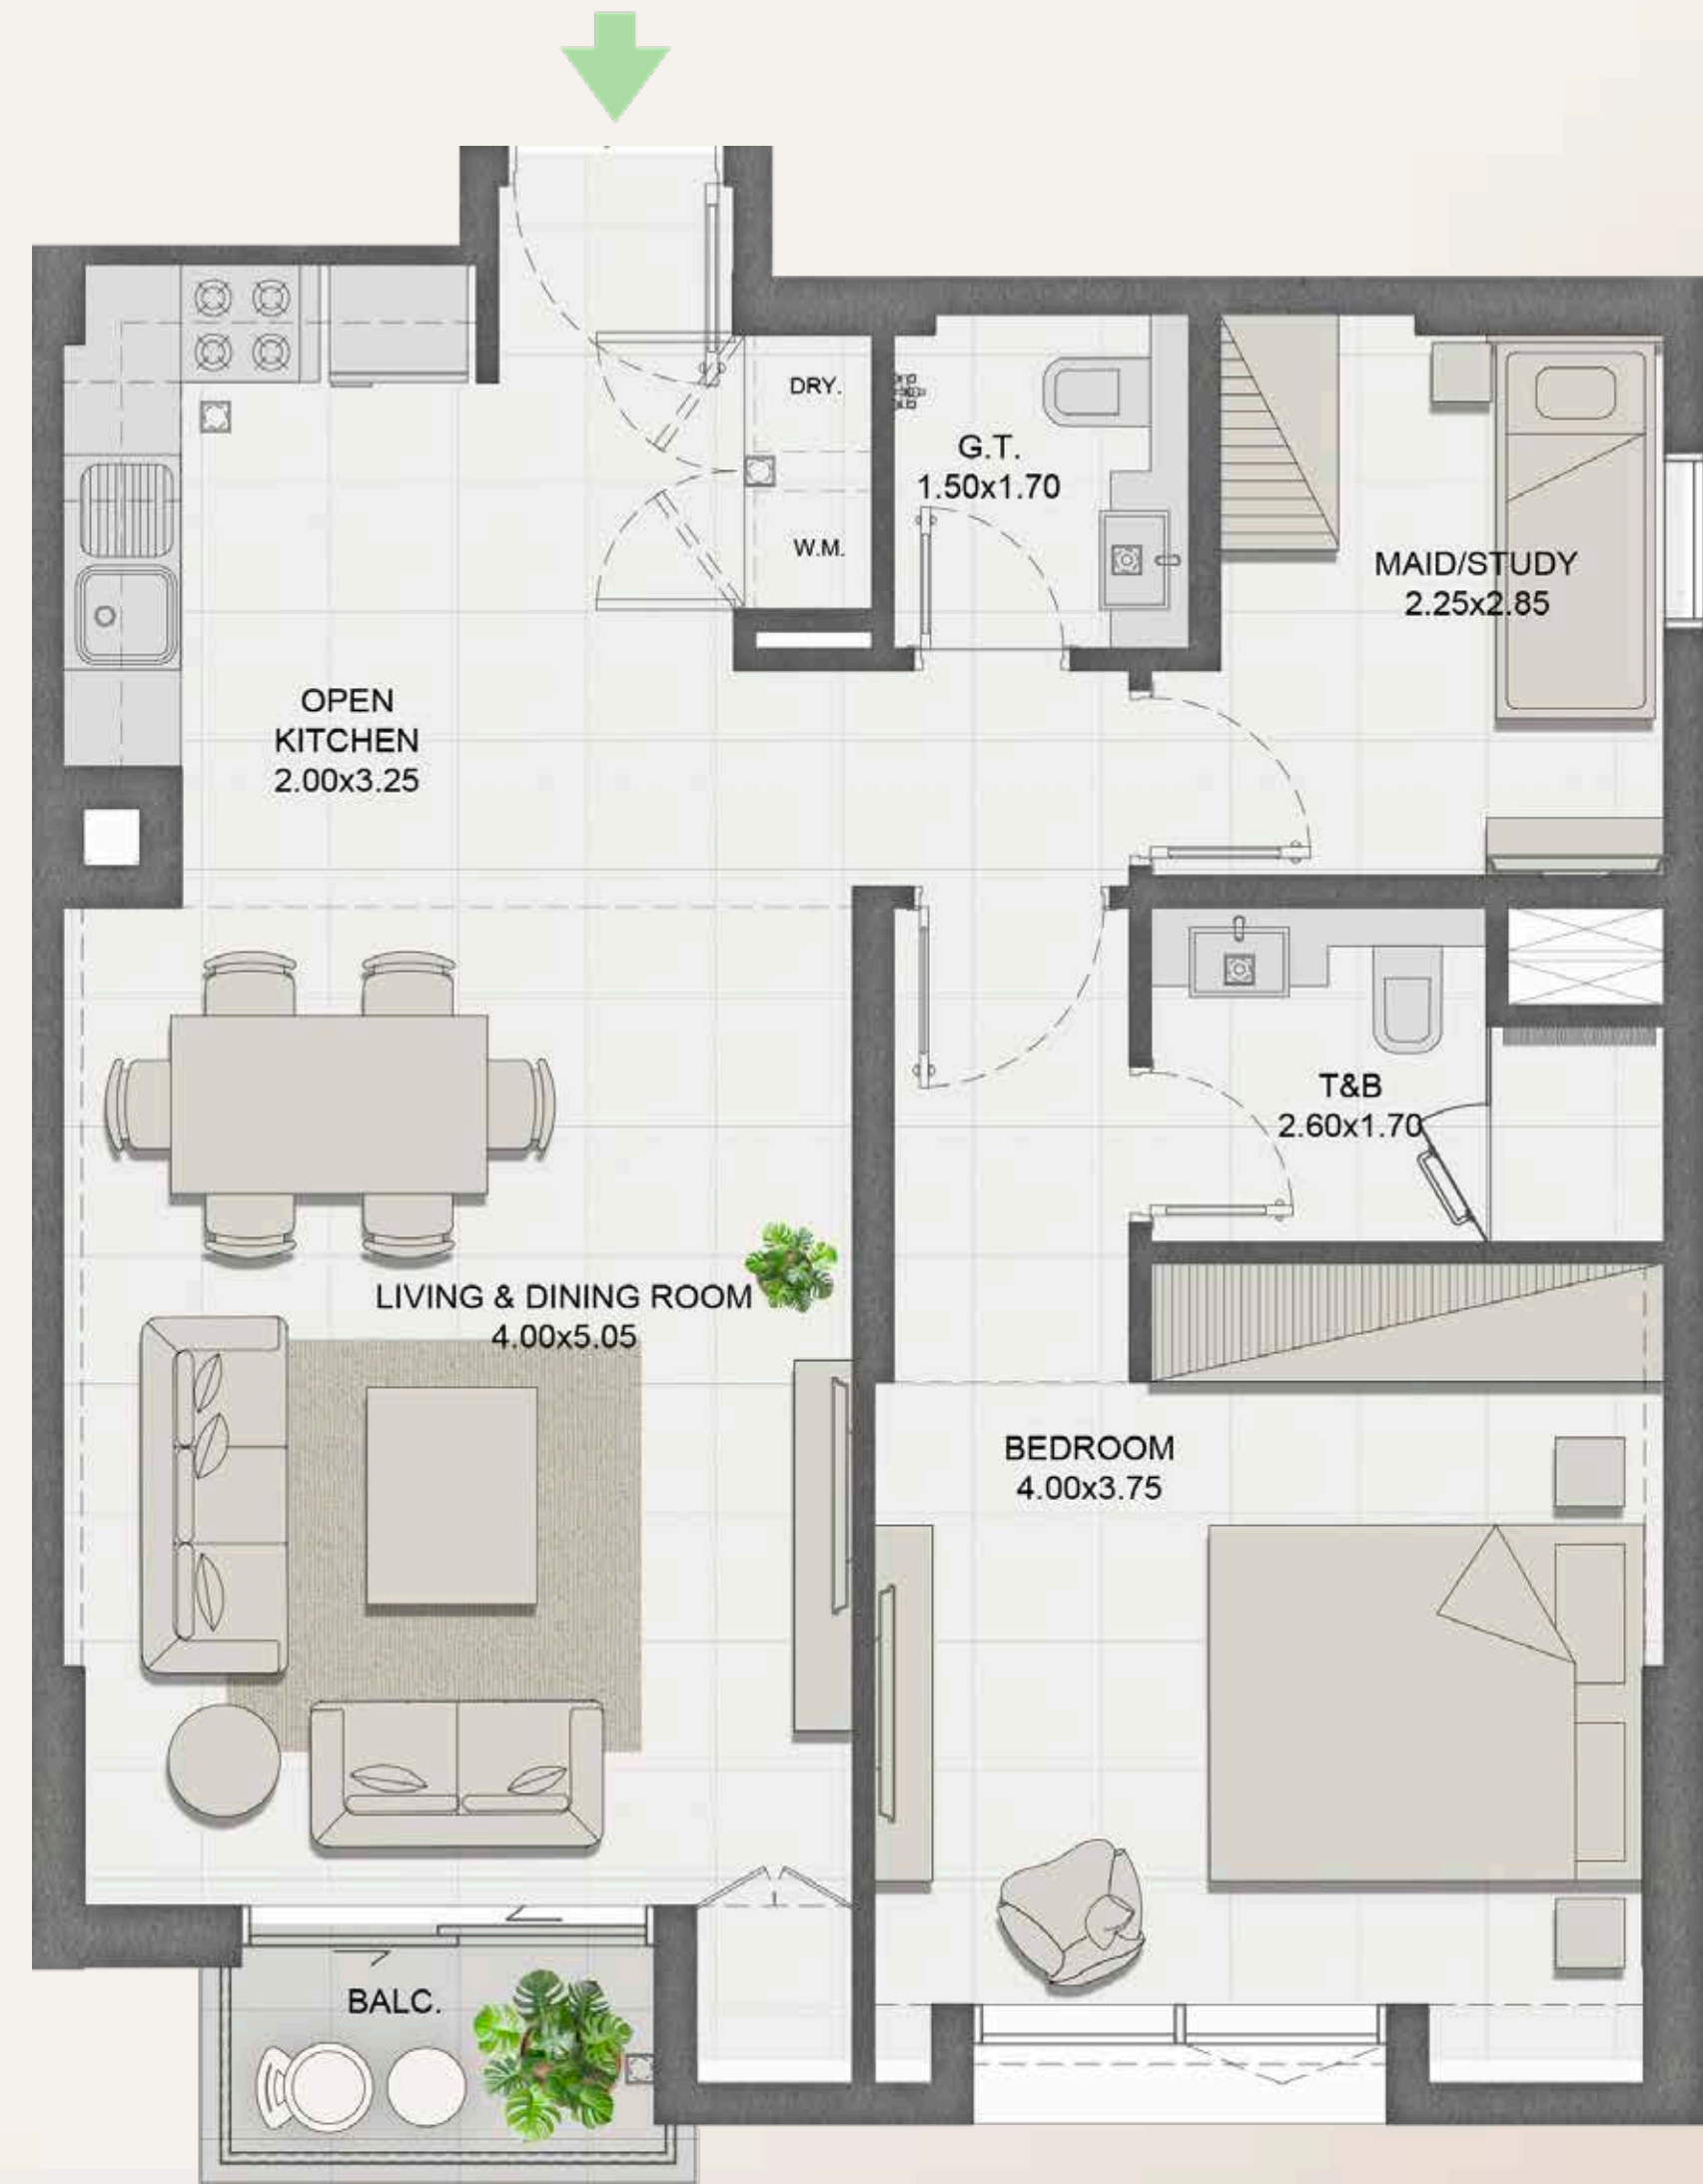 DRY.
W.M.
G.T.
1.50x1.70
MAID/STUDY
2.25x2.85
OPEN
KITCHEN
2.00x3.25
T&B
2.60x1.70
LIVING & DINING ROOM
4.00x5.05
BEDROOM
4.00x3.75
BALC.